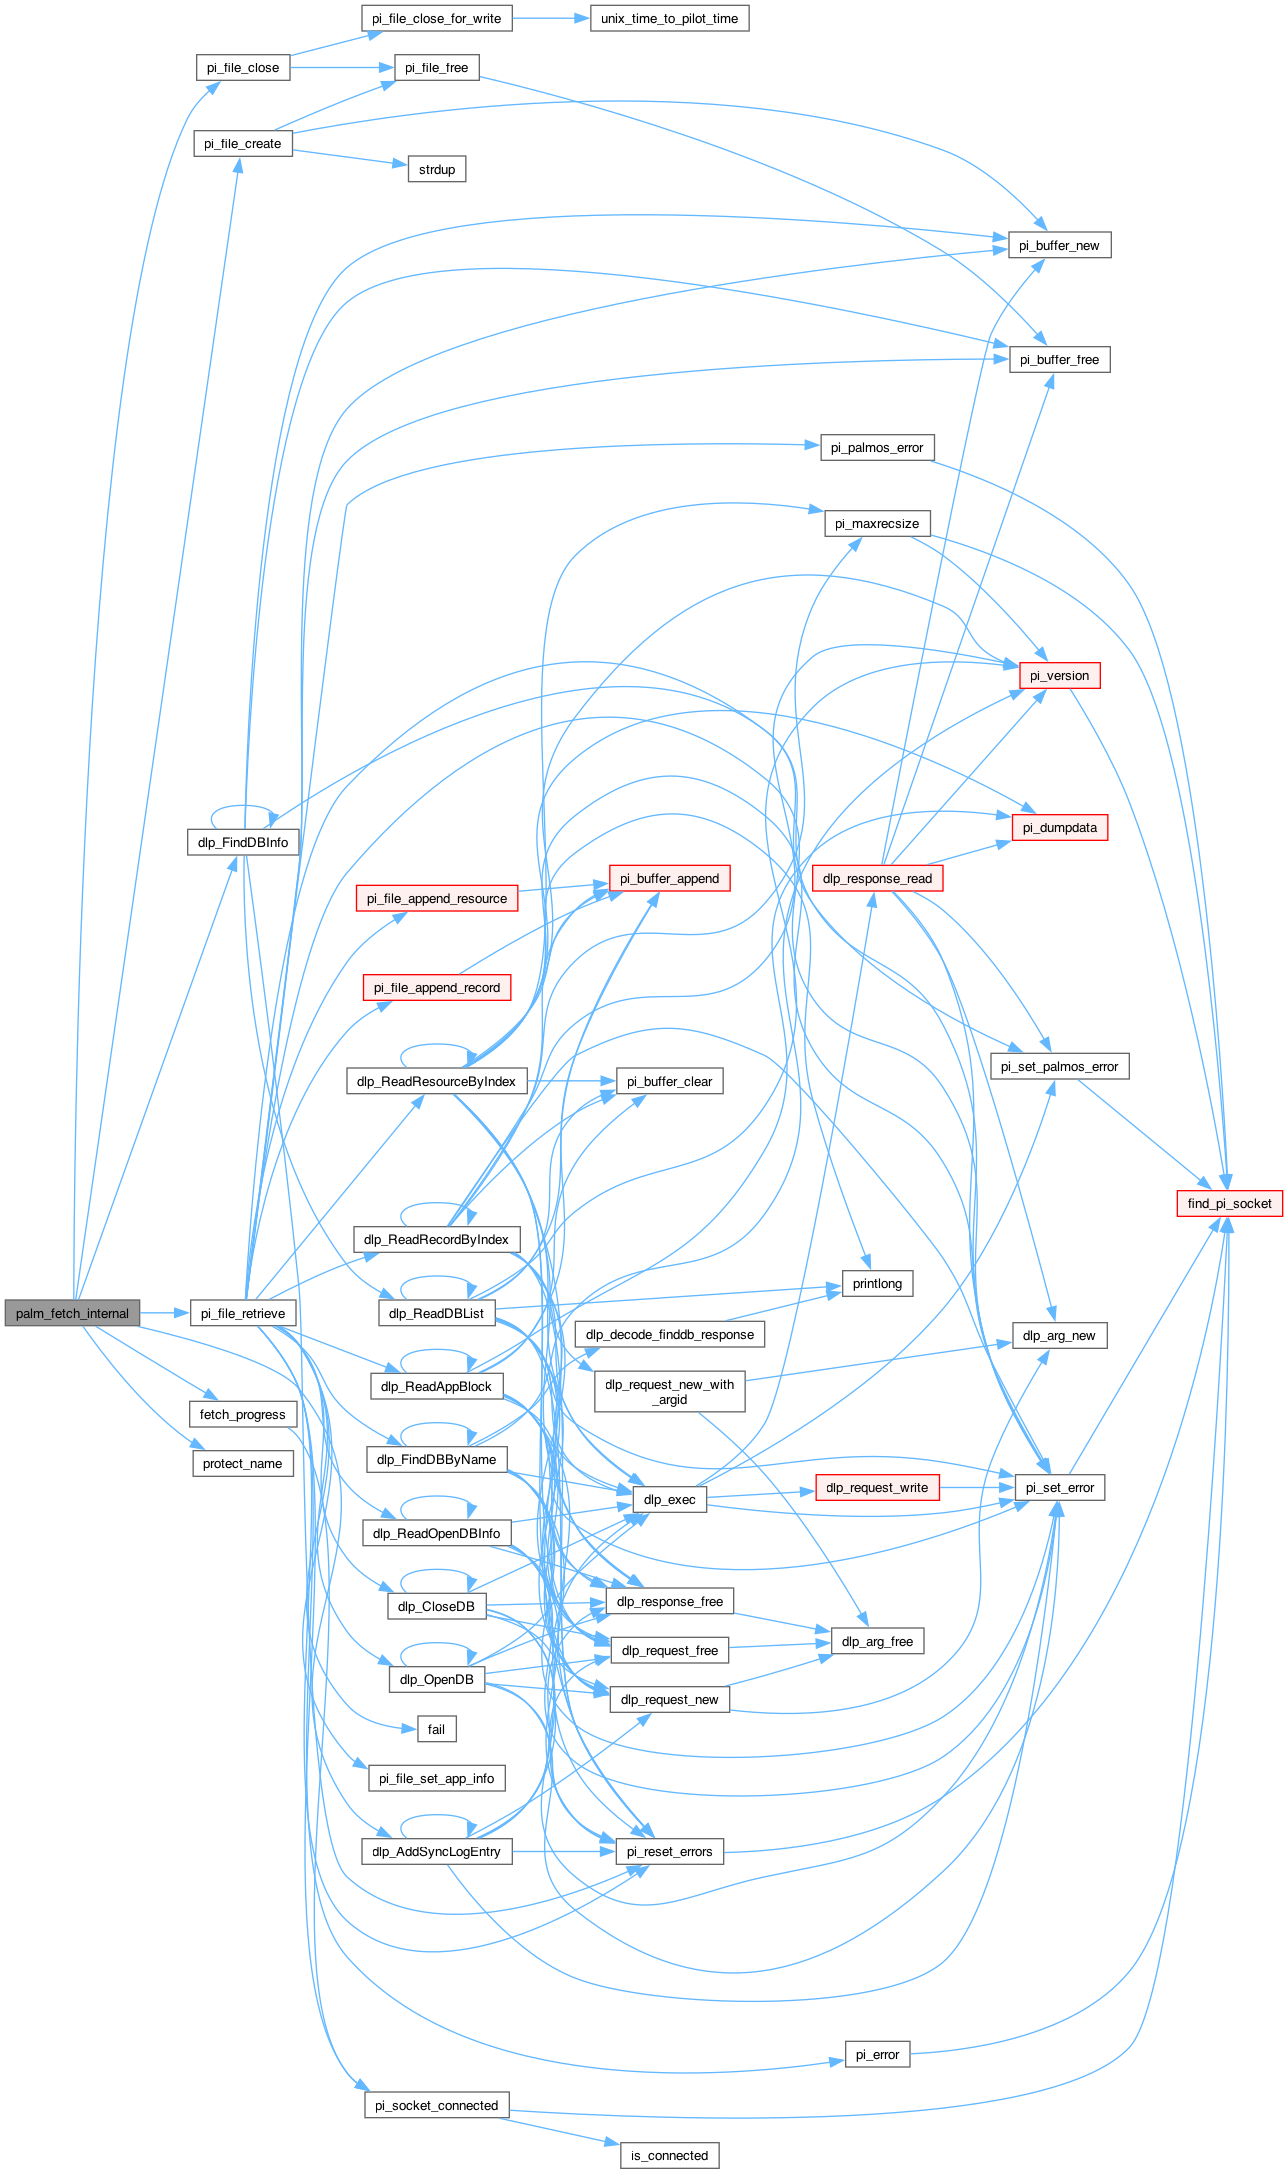 pi_file_close_for_write
unix_time_to_pilot_time
pi_file_close
pi_file_free
pi_file_create
strdup
pi_buffer_new
pi_buffer_free
pi_palmos_error
pi_maxrecsize
pi_version
pi_dumpdata
dlp_FindDBInfo
dlp_response_read
pi_buffer_append
pi_file_append_resource
pi_file_append_record
pi_set_palmos_error
dlp_ReadResourceByIndex
pi_buffer_clear
find_pi_socket
dlp_ReadRecordByIndex
printlong
palm_fetch_internal
pi_file_retrieve
dlp_ReadDBList
dlp_decode_finddb_response
dlp_arg_new
dlp_ReadAppBlock
dlp_request_new_with
_argid
fetch_progress
protect_name
dlp_FindDBByName
dlp_exec
dlp_request_write
pi_set_error
dlp_ReadOpenDBInfo
dlp_CloseDB
dlp_response_free
dlp_arg_free
dlp_request_free
dlp_OpenDB
dlp_request_new
fail
pi_file_set_app_info
dlp_AddSyncLogEntry
pi_reset_errors
pi_error
pi_socket_connected
is_connected